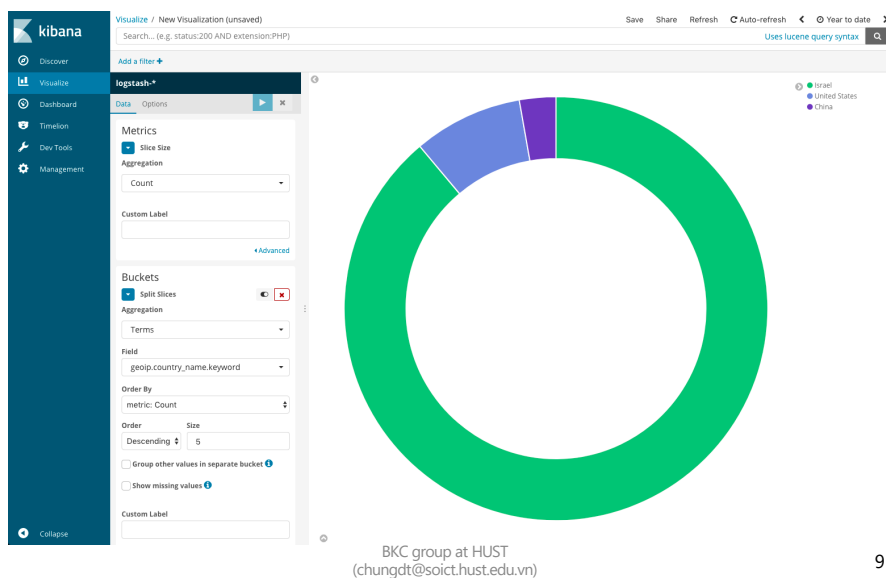 kibana
Discover
Visualize
Dashboard
Timelion
Dev Tools
Management
Collapse
Visualize / New Visualization (unsaved)
Save Share Refresh Auto-refresh Year to date
Search... (e.g. status:200 AND extension:PHP)
Uses lucene query syntax
Add a filter +
logstash-*
Data Options
Metrics
Slice Size
Aggregation
Count
Custom Label
Advanced
Buckets
Split Slices
Aggregation
Terms
Field
geoip.country_name.keyword
Order By
metric: Count
Order Size
Descending 5
Group other values in separate bucket
Show missing values
Custom Label
Israel
United States
China
BKC group at HUST
(chungdt@soict.hust.edu.vn)
9